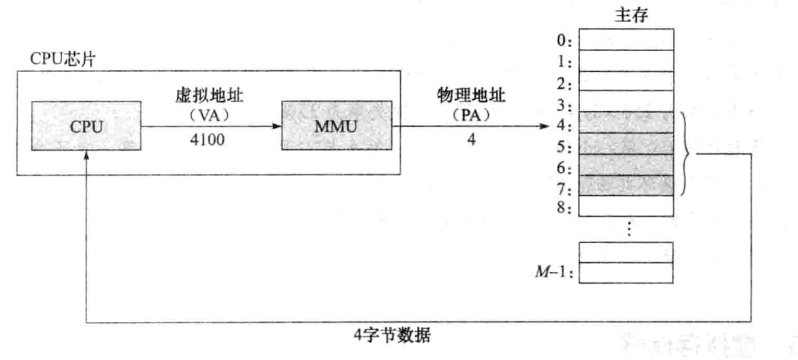 主存
0:
1:
2:
3:
4:
5:
6:
7:
8:
⋮
M–1:
CPU芯片
CPU
虚拟地址
（VA）
4100
MMU
物理地址
（PA）
4
4字节数据